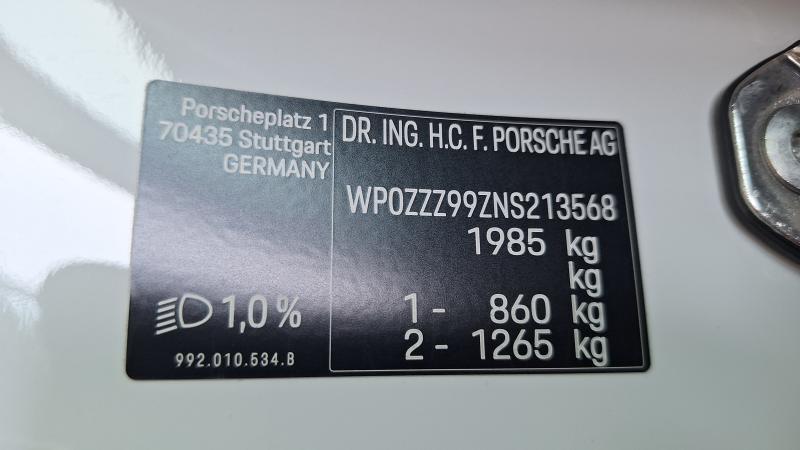 Porscheplatz 1
70435 Stuttgart
GERMANY
DR. ING. H.C. F. PORSCHE AG
WP0ZZZ99ZNS213568
1985 kg
kg
1 - 860 kg
2 - 1265 kg
1,0 %
992.010.534.B